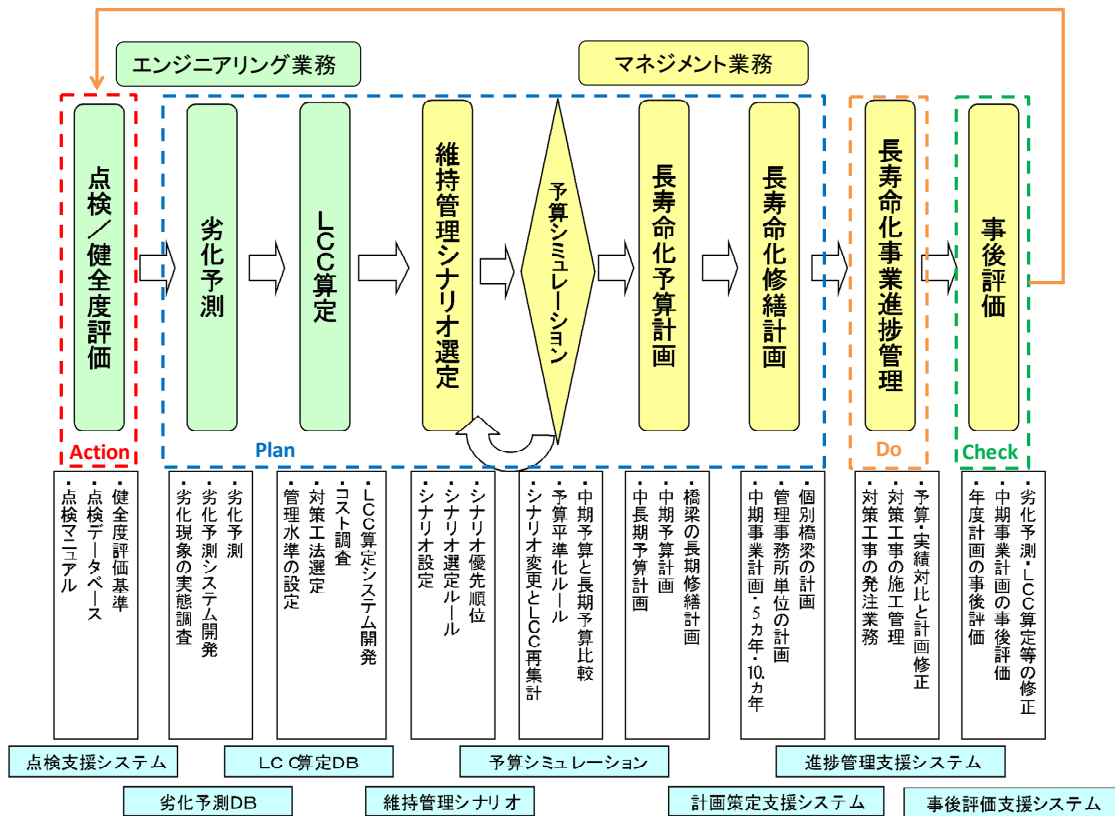 エンジニアリング業務
マネジメント業務
点検／健全度評価
劣化予測
LCC算定
維持管理シナリオ選定
予算シミュレーション
長寿命化予算計画
長寿命化修繕計画
長寿命化事業進捗管理
事後評価
Action
Plan
Do
Check
健全度評価基準
・点検データベース
・点検マニュアル
・劣化予測
・劣化予測システム開発
・劣化現象の実態調査
・LCC算定システム開発
・コスト調査
・対策工法選定
・管理水準の設定
・シナリオ優先順位
・シナリオ選定ルール
・シナリオ設定
・中期予算と長期予算比較
・予算平準化ルール
・シナリオ変更とLCC再集計
・橋梁の長期修繕計画
・中期予算計画
・中長期予算計画
・個別橋梁の計画
・管理事務所単位の計画
・中期事業計画・5ヵ年・10ヵ年
・予算・実績対比と計画修正
・対策工事の施工管理
・対策工事の発注業務
・劣化予測・LCC算定等の修正
・中期事業計画の事後評価
・年度計画の事後評価
点検支援システム
LCC算定DB
予算シミュレーション
進捗管理支援システム
劣化予測DB
維持管理シナリオ
計画策定支援システム
事後評価支援システム